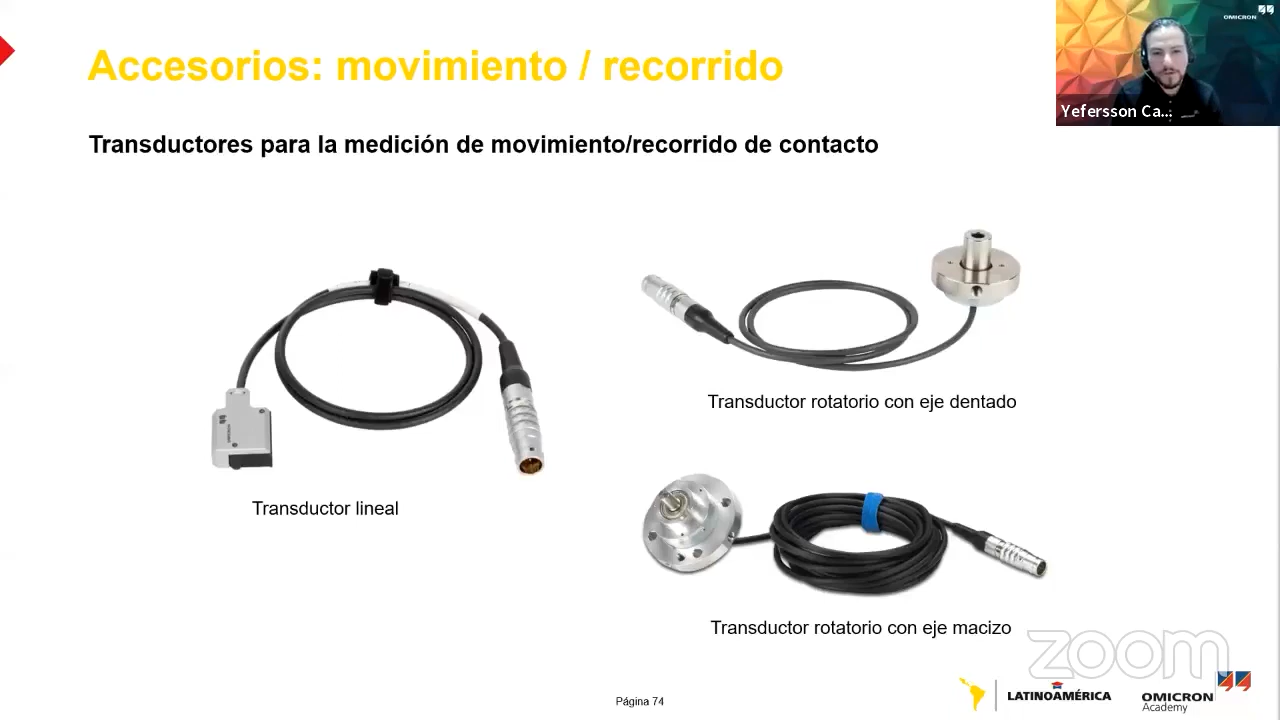 Accesorios: movimiento / recorrido
OMICRON
Yefersson Ca...
Transductores para la medición de movimiento/recorrido de contacto
Transductor rotatorio con eje dentado
Transductor lineal
Transductor rotatorio con eje macizo
zoom
Página 74
LATINOAMÉRICA
OMICRON
Academy